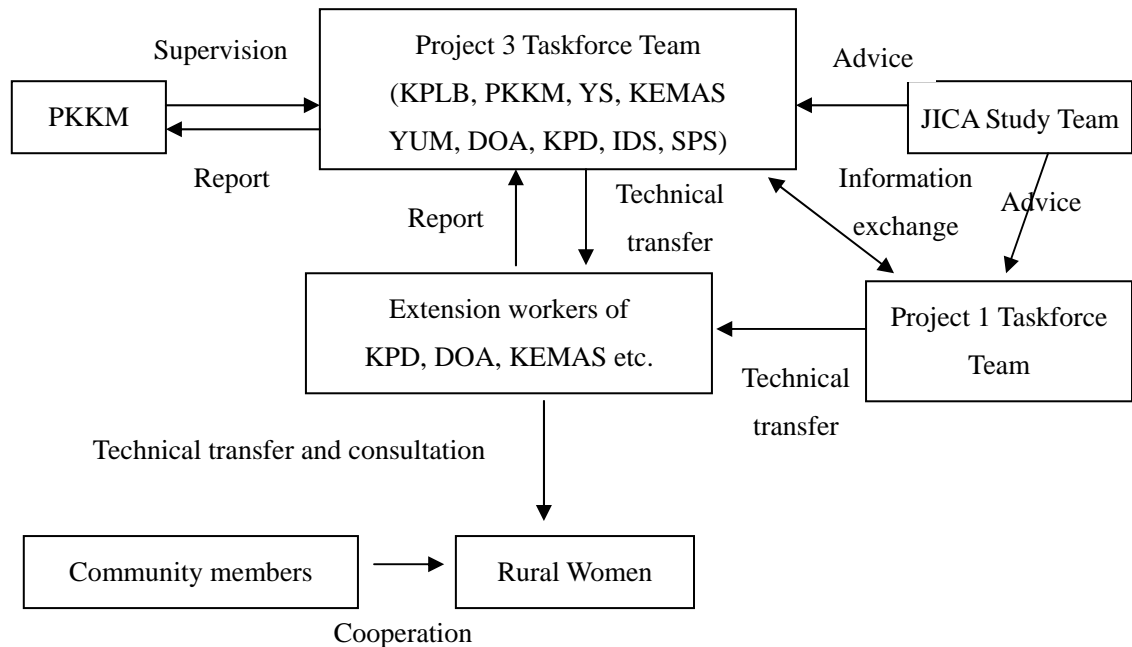 Supervision
PKKM
Report
Project 3 Taskforce Team
(KPLB, PKKM, YS, KEMAS
YUM, DOA, KPD, IDS, SPS)
Advice
JICA Study Team
Information
exchange
Advice
Report
Technical
transfer
Extension workers of
KPD, DOA, KEMAS etc.
Project 1 Taskforce
Team
Technical
transfer
Technical transfer and consultation
Community members
Rural Women
Cooperation